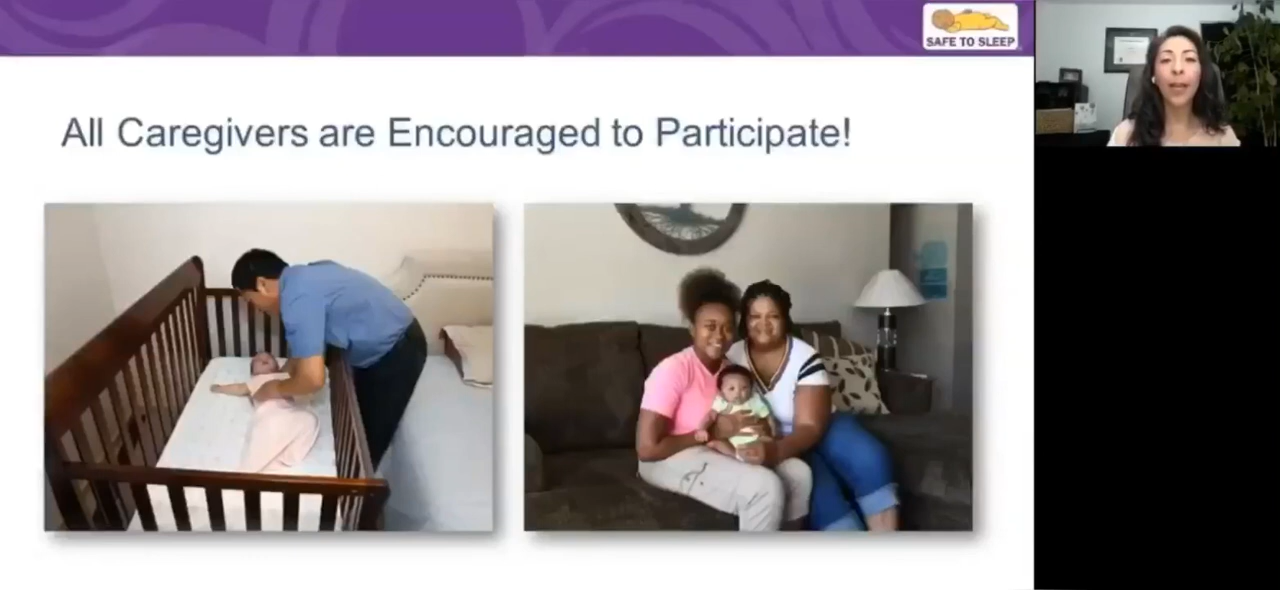 SAFE TO SLEEP
All Caregivers are Encouraged to Participate!